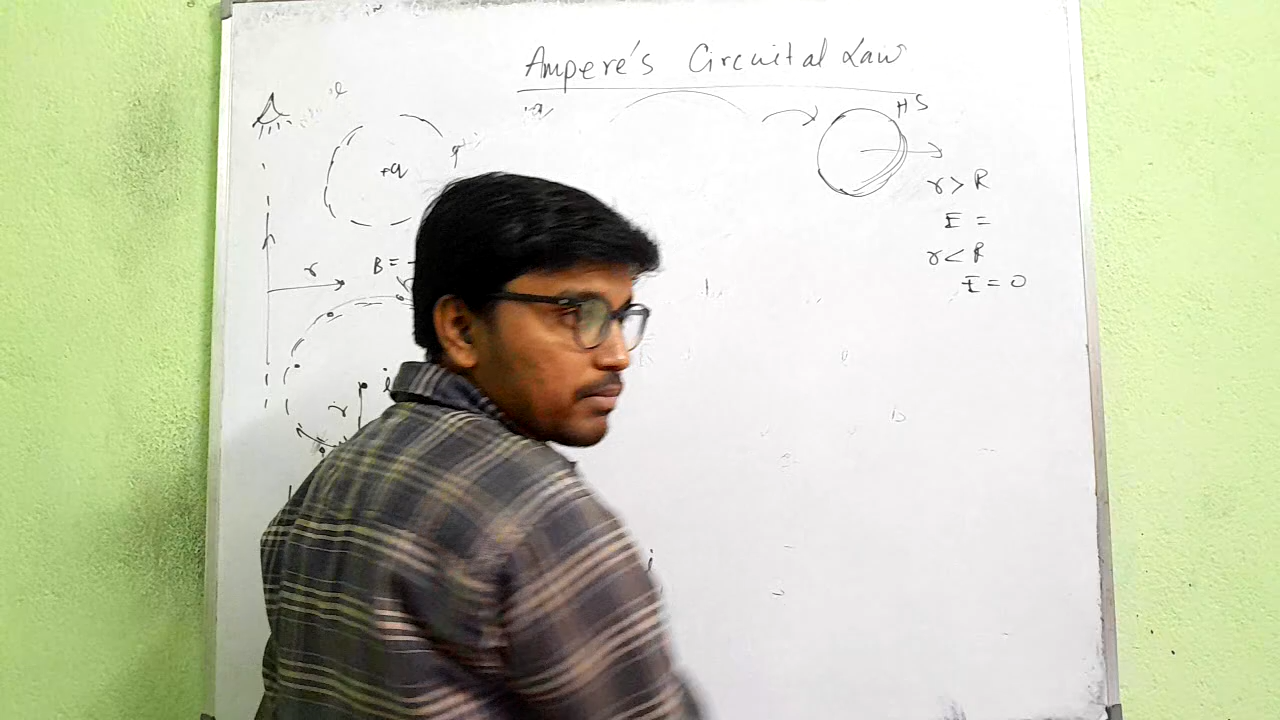 Ampere's Circuital Law
+q
r
B =
i
r
HS
r > R
E =
r < R
E = 0
i